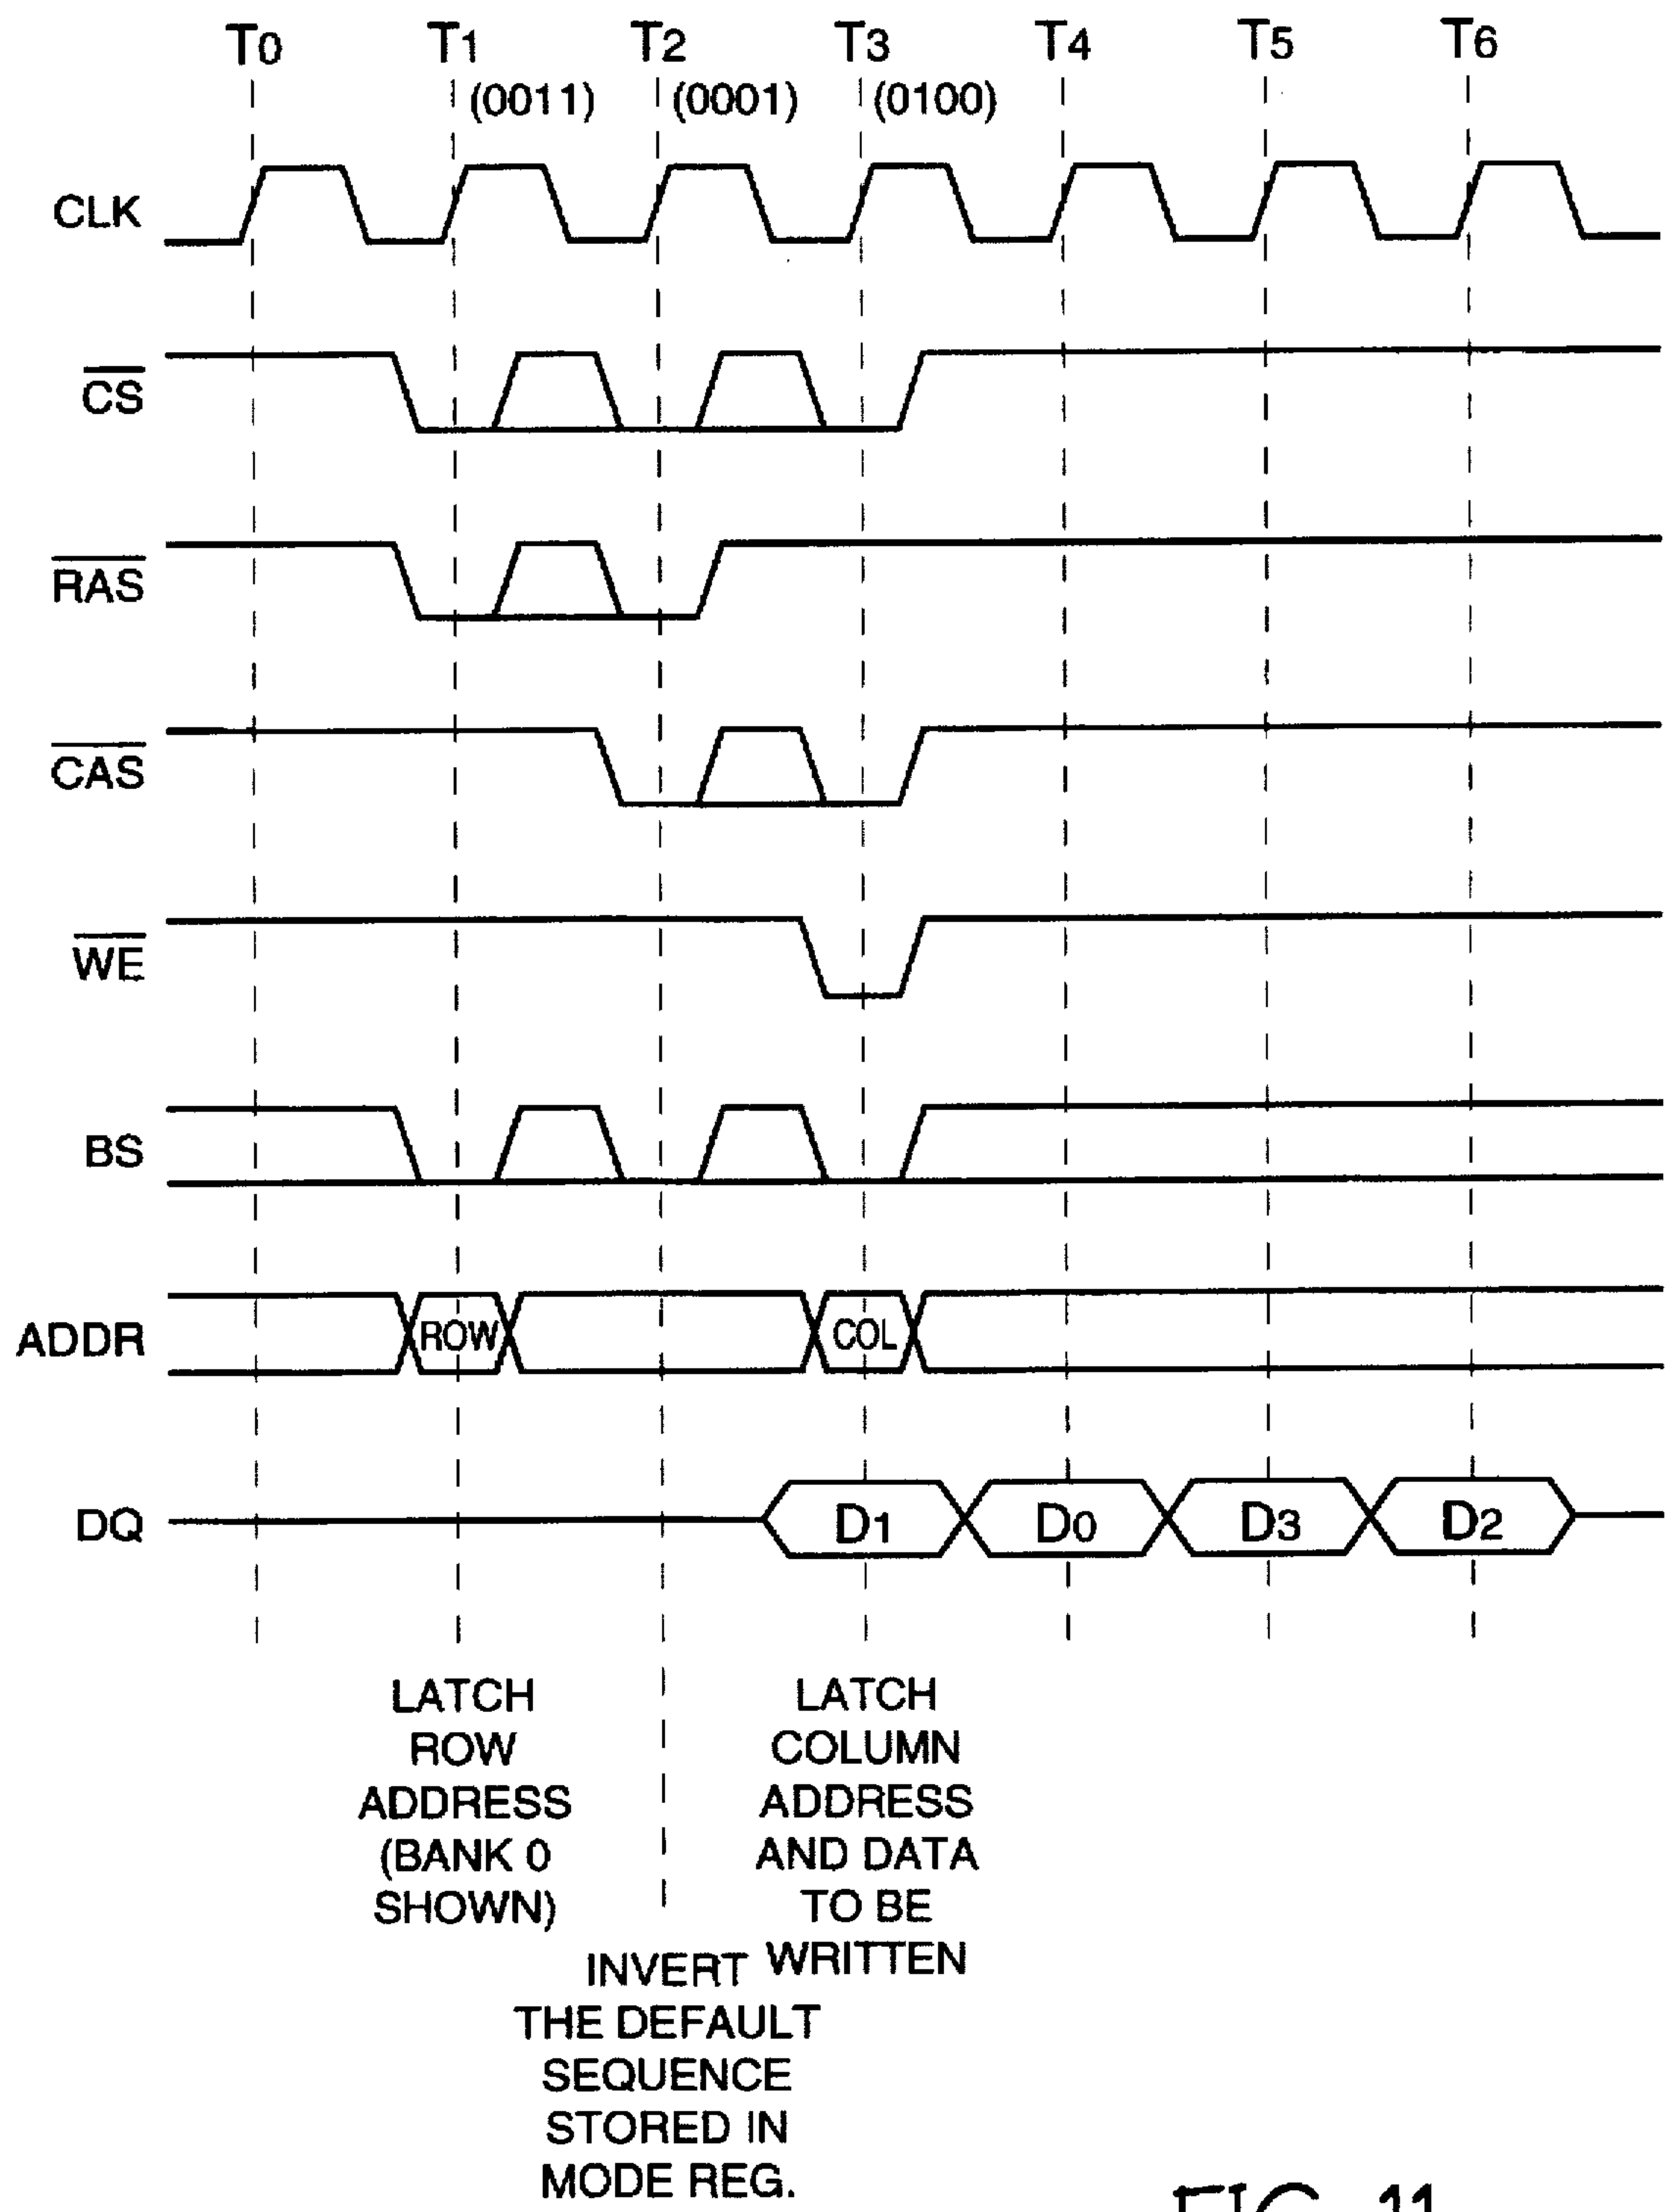 T0 T1 T2 T3 T4 T5 T6
(0011) (0001) (0100)
CLK
CS
RAS
CAS
WE
BS
ADDR ROW COL
DQ D1 D0 D3 D2
LATCH
ROW
ADDRESS
(BANK 0
SHOWN)
INVERT
THE DEFAULT
SEQUENCE
STORED IN
MODE REG.
LATCH
COLUMN
ADDRESS
AND DATA
TO BE
WRITTEN
FIG. 11